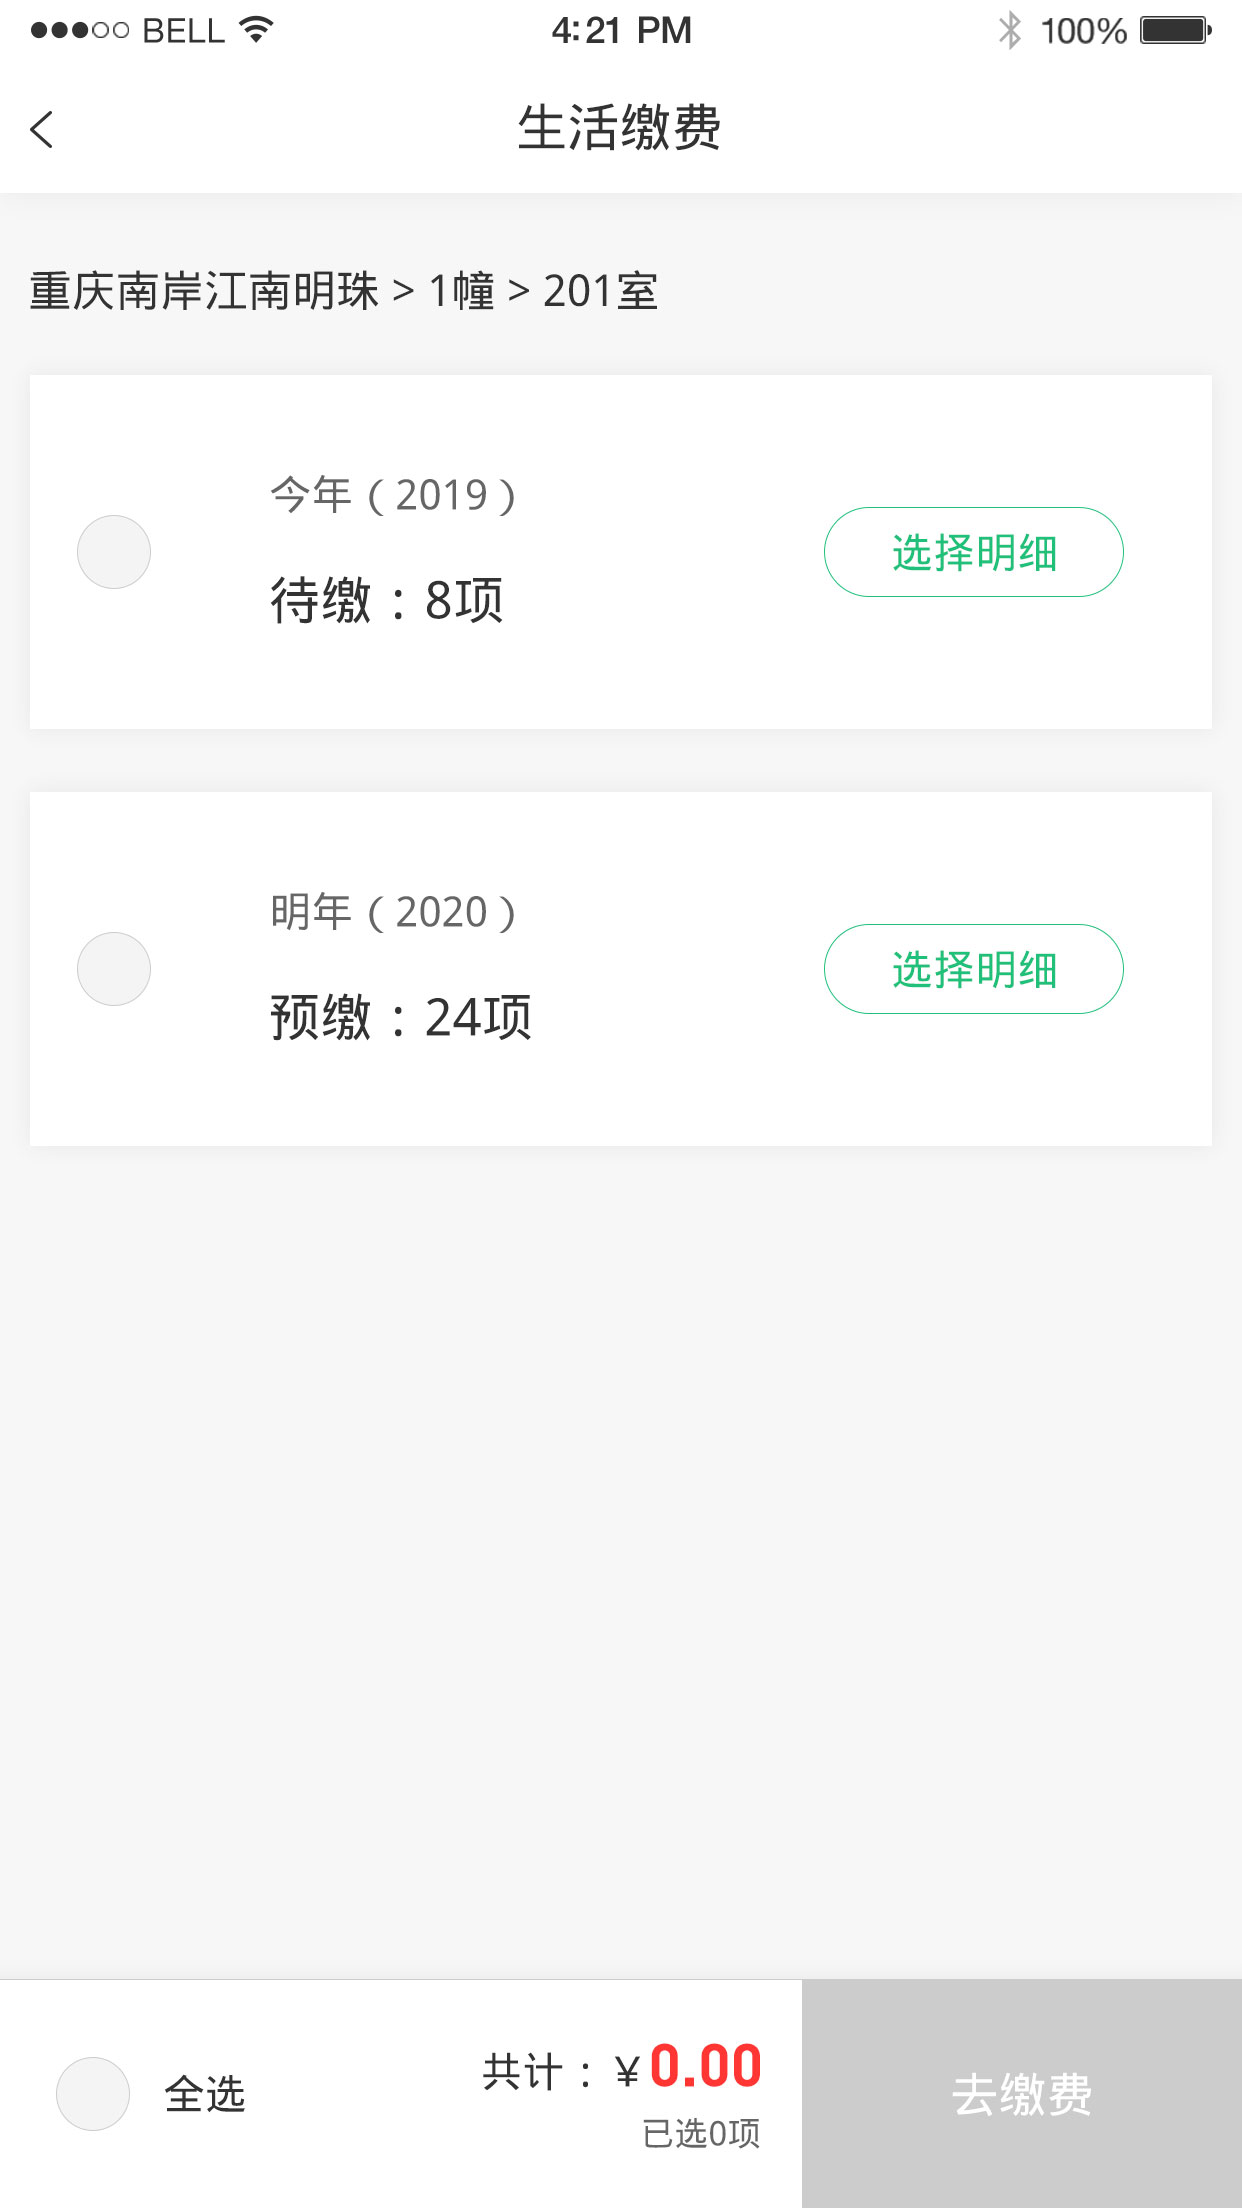 BELL 4:21 PM 100%
生活缴费
重庆南岸江南明珠 > 1幢 > 201室
今年（2019）
待缴：8项
选择明细
明年（2020）
预缴：24项
选择明细
全选
共计：￥0.00
已选0项
去缴费